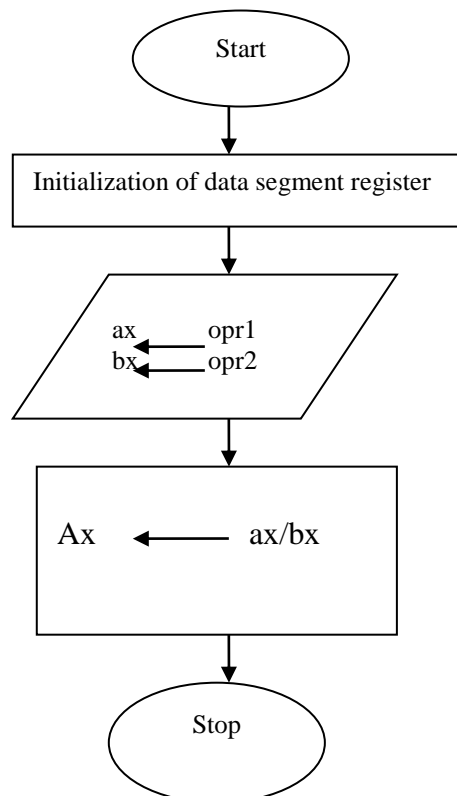 Start
Initialization of data segment register
ax opr1
bx opr2
Ax ax/bx
Stop